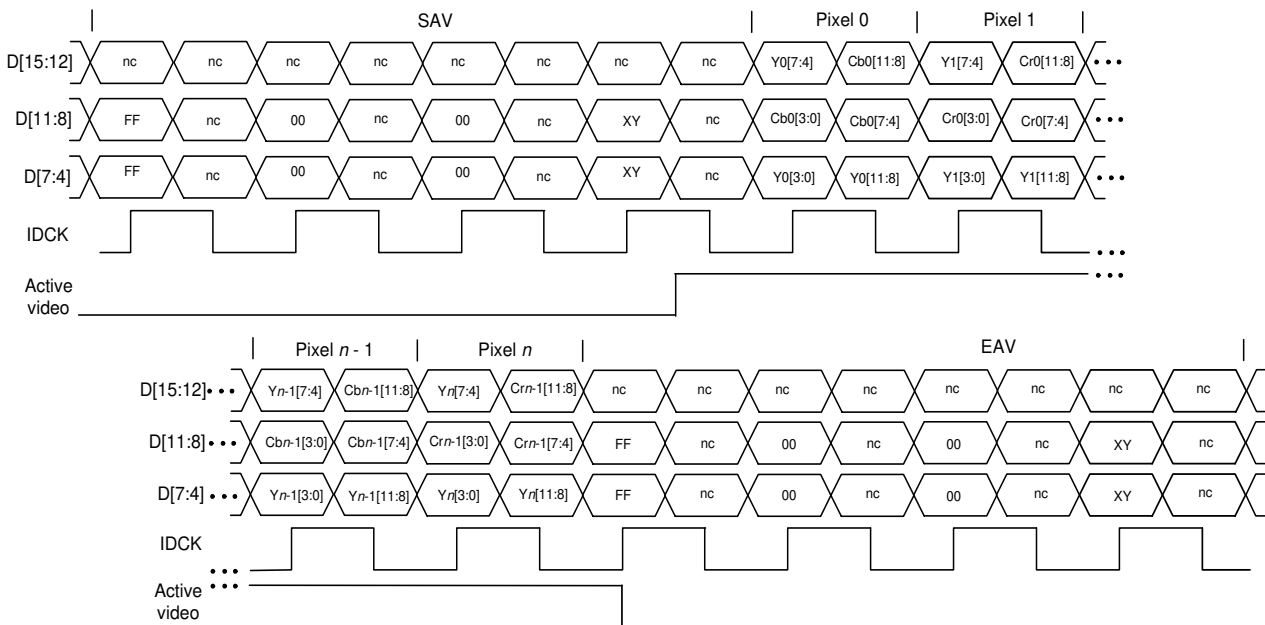 SAV Pixel 0 Pixel 1
D[15:12] nc nc nc nc nc nc nc nc Y0[7:4] Cb0[11:8] Y1[7:4] Cr0[11:8] •••
D[11:8] FF nc 00 nc 00 nc XY nc Cb0[3:0] Cb0[7:4] Cr0[3:0] Cr0[7:4] •••
D[7:4] FF nc 00 nc 00 nc XY nc Y0[3:0] Y0[11:8] Y1[3:0] Y1[11:8] •••
IDCK •••
Active •••
video
Pixel n - 1 Pixel n EAV
D[15:12] ••• Yn-1[7:4] Cbn-1[11:8] Yn[7:4] Crn-1[11:8] nc nc nc nc nc nc nc nc
D[11:8] ••• Cbn-1[3:0] Cbn-1[7:4] Crn-1[3:0] Crn-1[7:4] FF nc 00 nc 00 nc XY nc
D[7:4] ••• Yn-1[3:0] Yn-1[11:8] Yn[3:0] Yn[11:8] FF nc 00 nc 00 nc XY nc
IDCK •••
Active •••
video